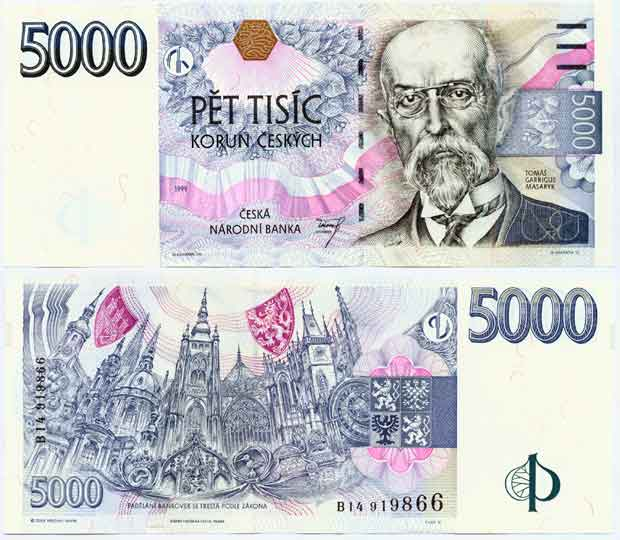 5000
PĚT TISÍC
KORUN ČESKÝCH
5000
TOMÁŠ
GARRIGUE
MASARYK
1999
ČESKÁ
NÁRODNÍ BANKA
5000
B14 919866
5000
PADĚLÁNÍ BANKOVEK SE TRESTÁ PODLE ZÁKONA
B14 919866